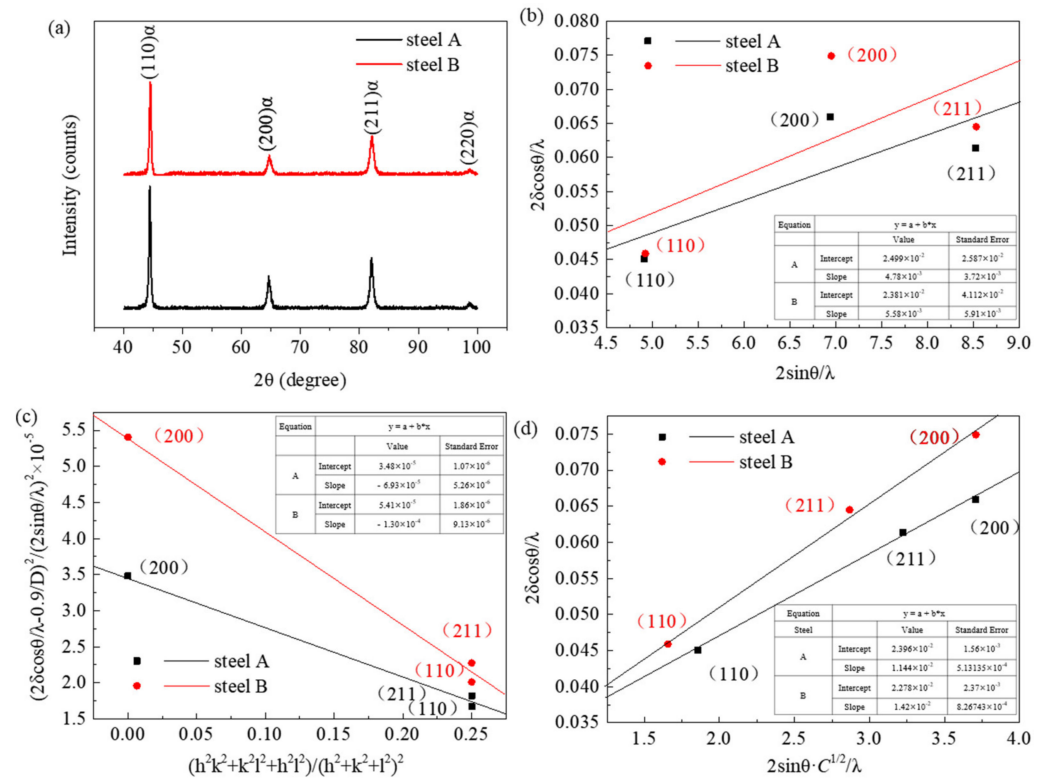 (a)
steel A
steel B
(110)α
(200)α
(211)α
(220)α
Intensity (counts)
40 50 60 70 80 90 100
2θ (degree)
(b)
steel A
steel B
(200)
(200)
(211)
(211)
(110)
(110)
0.080
0.075
0.070
0.065
0.060
0.055
0.050
0.045
0.040
0.035
0.030
2δcosθ/λ
4.5 5.0 5.5 6.0 6.5 7.0 7.5 8.0 8.5 9.0
2sinθ/λ
Equation y = a + b*x
Value Standard Error
A Intercept 2.499×10⁻² 2.587×10⁻²
Slope 4.78×10⁻³ 3.72×10⁻³
B Intercept 2.381×10⁻² 4.112×10⁻²
Slope 5.58×10⁻³ 5.91×10⁻³
(c)
(200)
(200)
(211)
(110)
(211)
(110)
steel A
steel B
5.5
5.0
4.5
4.0
3.5
3.0
2.5
2.0
1.5
(2δcosθ/λ-0.9/D)²/(2sinθ/λ)²×10⁻⁵
0.00 0.05 0.10 0.15 0.20 0.25
(h²k²+k²l²+h²l²)/(h²+k²+l²)²
Equation y = a + b*x
Value Standard Error
A Intercept 3.48×10⁻⁵ 1.07×10⁻⁶
Slope - 6.93×10⁻⁵ 5.26×10⁻⁶
B Intercept 5.41×10⁻⁵ 1.86×10⁻⁶
Slope - 1.30×10⁻⁴ 9.13×10⁻⁶
(d)
steel A
steel B
(200)
(211)
(200)
(211)
(110)
(110)
0.075
0.070
0.065
0.060
0.055
0.050
0.045
0.040
0.035
2δcosθ/λ
1.5 2.0 2.5 3.0 3.5 4.0
2sinθ·C¹ᐟ²/λ
Equation y = a + b*x
Steel Value Standard Error
A Intercept 2.396×10⁻² 1.56×10⁻³
Slope 1.144×10⁻² 5.13135×10⁻⁴
B Intercept 2.278×10⁻² 2.37×10⁻³
Slope 1.42×10⁻² 8.26743×10⁻⁴